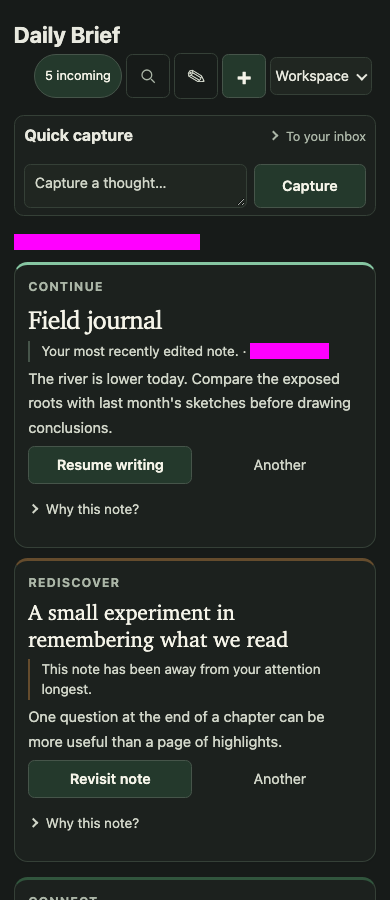 Daily Brief
5 incoming
Workspace
Quick capture
To your inbox
Capture a thought...
Capture
CONTINUE
Field journal
Your most recently edited note. ·
The river is lower today. Compare the exposed
roots with last month's sketches before drawing
conclusions.
Resume writing
Another
Why this note?
REDISCOVER
A small experiment in
remembering what we read
This note has been away from your attention
longest.
One question at the end of a chapter can be
more useful than a page of highlights.
Revisit note
Another
Why this note?
CONNECT